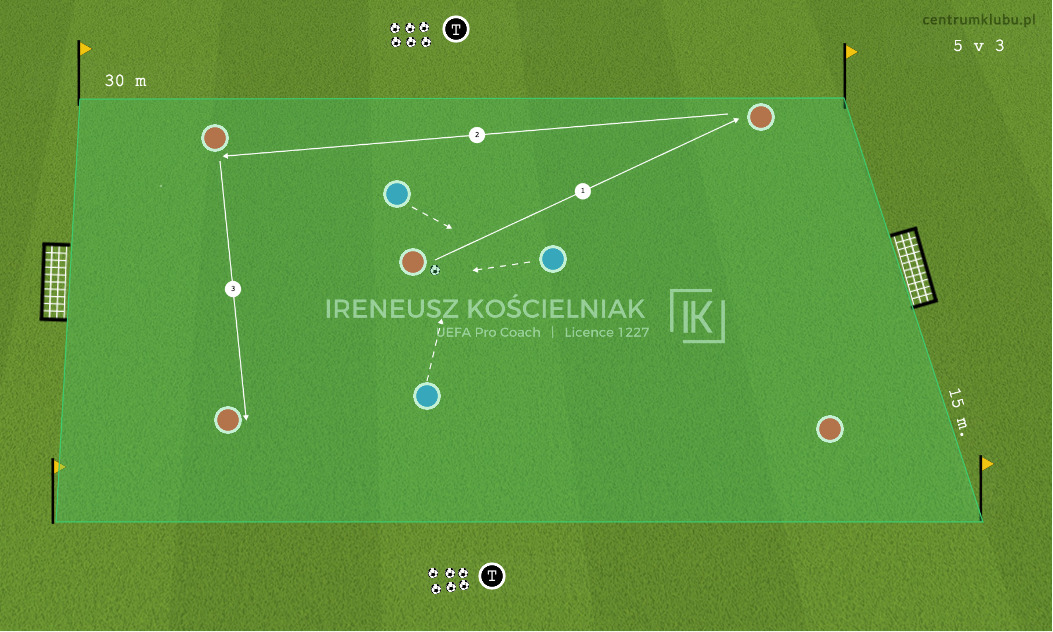 T
centrumklubu.pl
5 v 3
30 m
2
1
3
IRENEUSZ KOŚCIELNIAK IK
UEFA Pro Coach | Licence 1227
15 m.
T